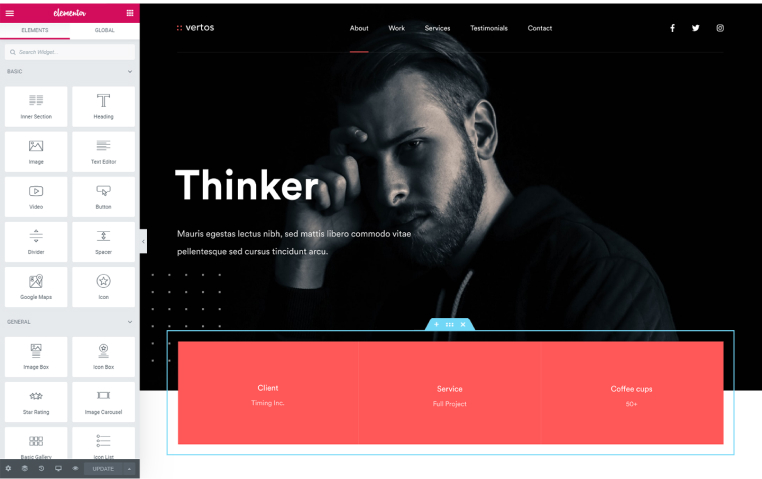 elementor
ELEMENTS
GLOBAL
Search Widget...
BASIC
Inner Section
Heading
Image
Text Editor
Video
Button
Divider
Spacer
Google Maps
Icon
GENERAL
Image Box
Icon Box
Star Rating
Image Carousel
Basic Gallery
Icon List
UPDATE
vertos
About
Work
Services
Testimonials
Contact
Thinker
Mauris egestas lectus nibh, sed mattis libero commodo vitae
pellentesque sed cursus tincidunt arcu.
Client
Timing Inc.
Service
Full Project
Coffee cups
50+